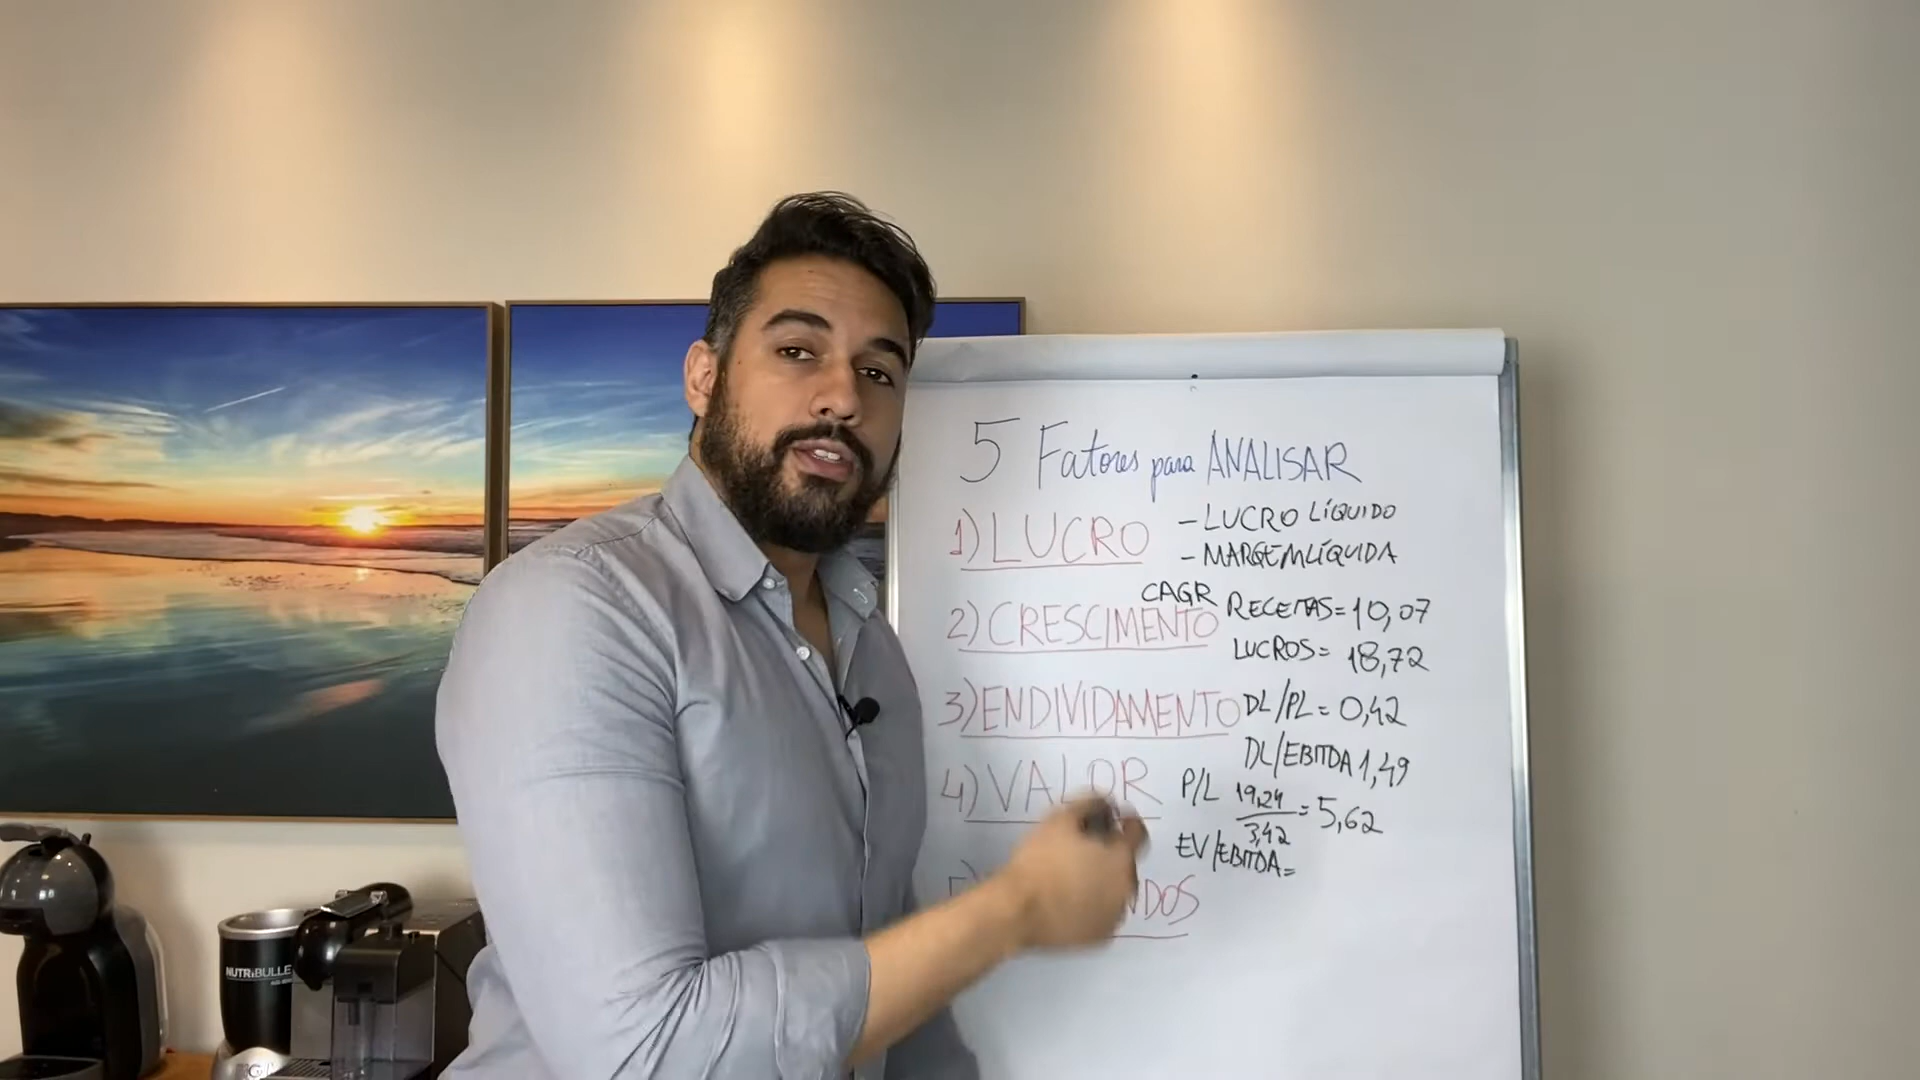 5 Fatores para ANALISAR
1) LUCRO
- LUCRO LÍQUIDO
- MARGEM LÍQUIDA
2) CRESCIMENTO
CAGR
RECEITAS = 10,07
LUCROS = 18,72
3) ENDIVIDAMENTO
DL/PL = 0,42
DL/EBITDA 1,49
4) VALOR
P/L 19,24 / 3,42 = 5,62
EV/EBITDA =
NUTRiBULLE